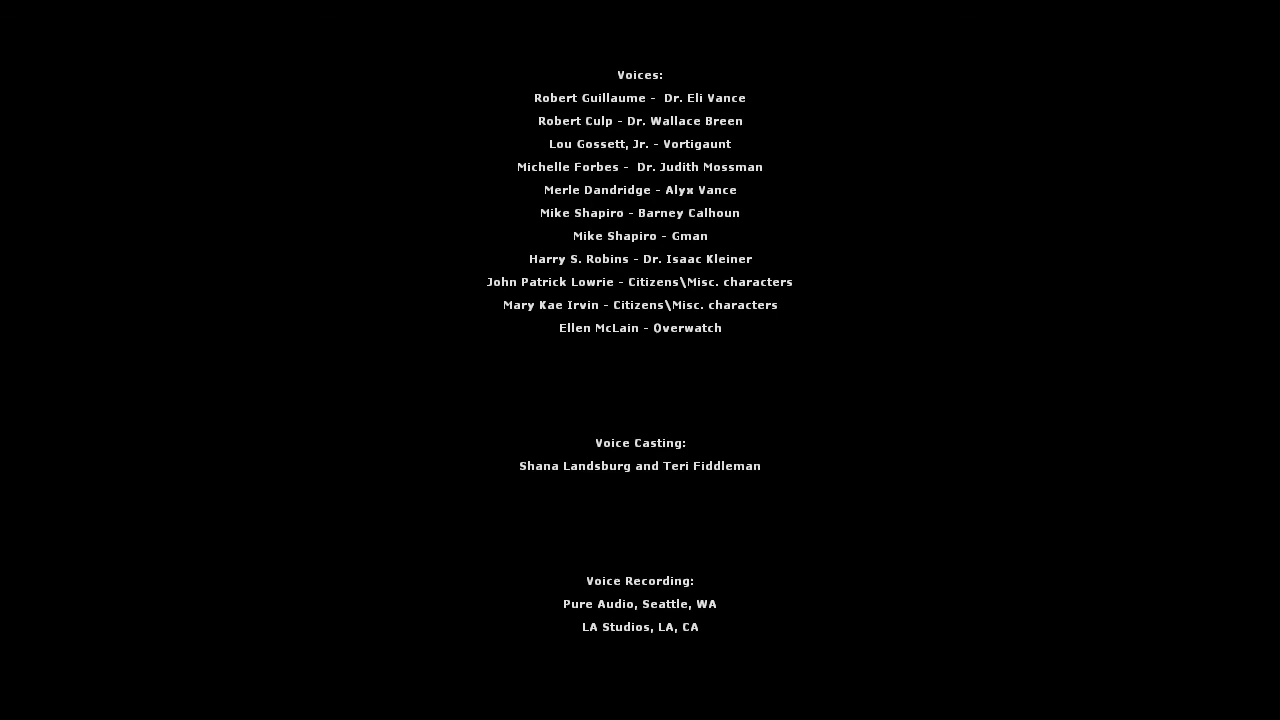 Voices:
Robert Guillaume -  Dr. Eli Vance
Robert Culp - Dr. Wallace Breen
Lou Gossett, Jr. - Vortigaunt
Michelle Forbes -  Dr. Judith Mossman
Merle Dandridge - Alyx Vance
Mike Shapiro - Barney Calhoun
Mike Shapiro - Gman
Harry S. Robins - Dr. Isaac Kleiner
John Patrick Lowrie - Citizens\Misc. characters
Mary Kae Irvin - Citizens\Misc. characters
Ellen McLain - Overwatch
Voice Casting:
Shana Landsburg and Teri Fiddleman
Voice Recording:
Pure Audio, Seattle, WA
LA Studios, LA, CA